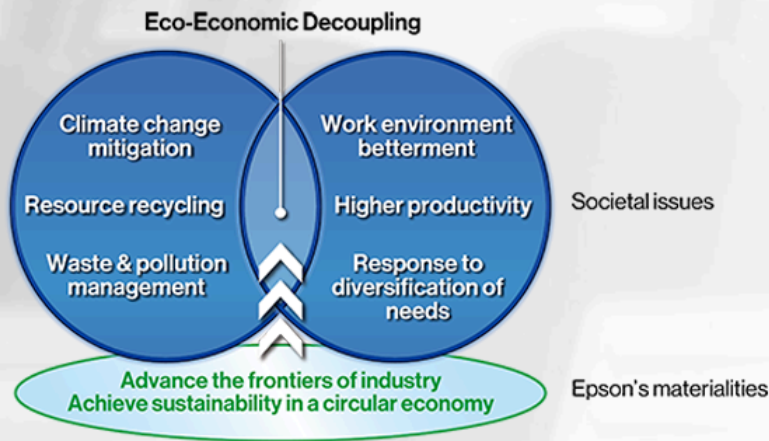 Eco-Economic Decoupling
Climate change
mitigation
Resource recycling
Waste & pollution
management
Work environment
betterment
Higher productivity
Response to
diversification of
needs
Societal issues
Advance the frontiers of industry
Achieve sustainability in a circular economy
Epson's materialities